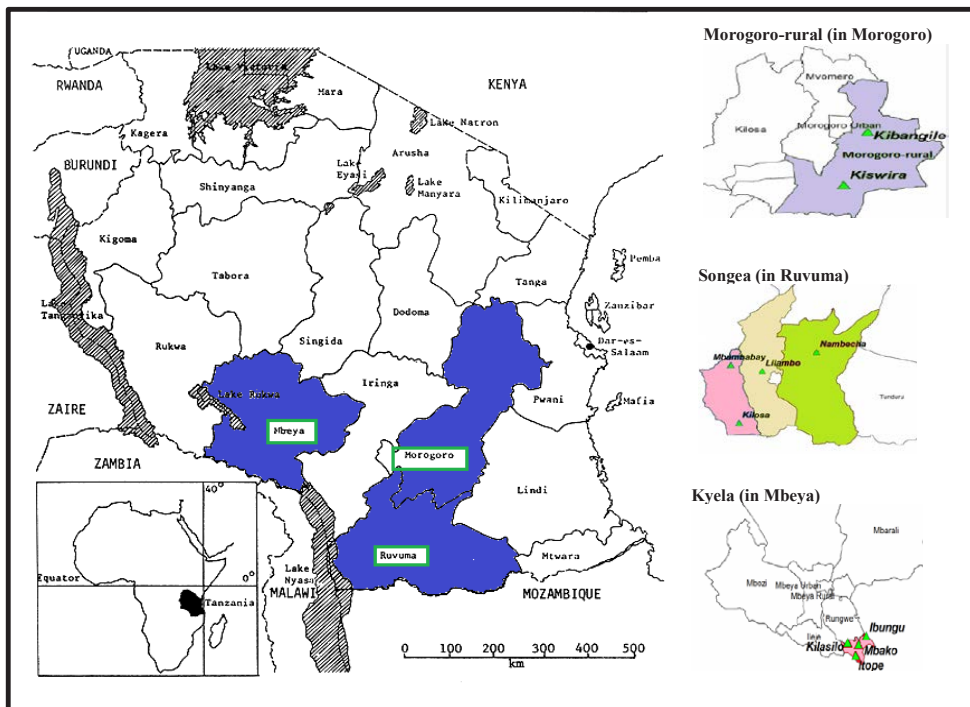 UGANDA
Lake Victoria
RWANDA
Mara
KENYA
Kagera
Lake Natron
BURUNDI
Lake
Eyasi
Arusha
Shinyanga
Lake
Manyara
Kilimanjaro
Kigoma
Tabora
Pemba
Tanga
Lake
Tanganyika
Dodoma
Zanzibar
Singida
Rukwa
Dar-es-
Salaam
Iringa
Lake Rukwa
Pwani
Mafia
ZAIRE
Mbeya
Morogoro
ZAMBIA
Lindi
Ruvuma
Mtwara
Lake
Nyasa
MALAWI
MOZAMBIQUE
40°
Equator
0°
Tanzania
0 100 200 300 400 500
km
Morogoro-rural (in Morogoro)
Mvomero
Kilosa
Morogoro Urban
Kibangilo
Morogoro-rural
Kiswira
Songea (in Ruvuma)
Nambecha
Mbambabay
Liiambo
Kilosa
Tunduru
Kyela (in Mbeya)
Mbarali
Mbozi
Mbeya Urban
Mbeya Rural
Rungwe
Ileje
Ibungu
Kilasilo
Mbako
Itope